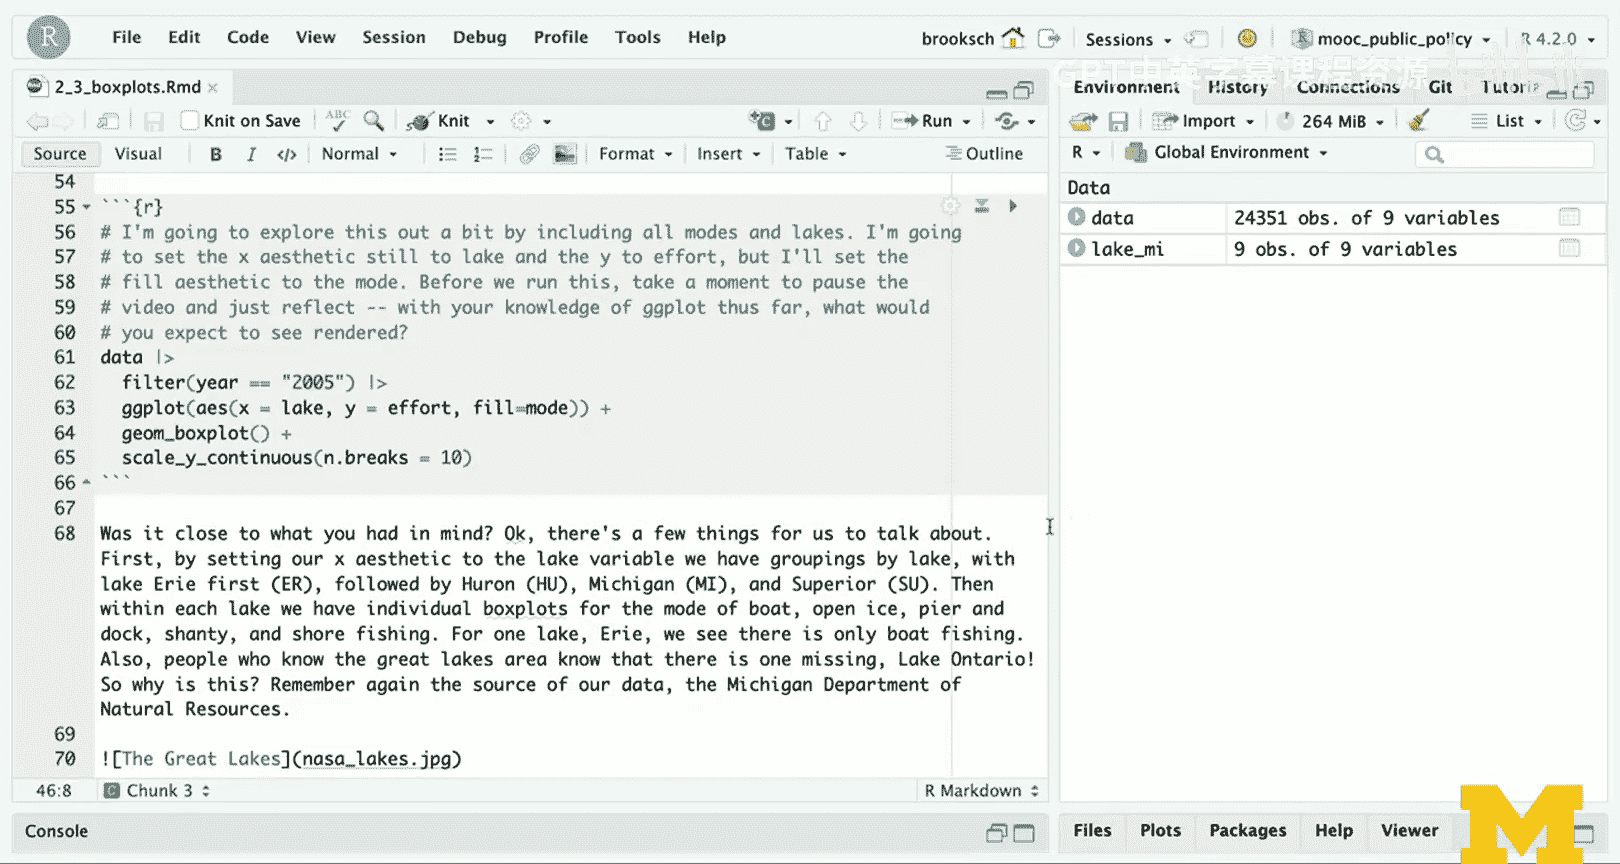 R File Edit Code View Session Debug Profile Tools Help brooksch Sessions mooc_public_policy R 4.2.0
2_3_boxplots.Rmd
Knit on Save ABC Knit Run
Source Visual B I </> Normal Format Insert Table Outline
54
55 ```{r}
56 # I'm going to explore this out a bit by including all modes and lakes. I'm going
57 # to set the x aesthetic still to lake and the y to effort, but I'll set the
58 # fill aesthetic to the mode. Before we run this, take a moment to pause the
59 # video and just reflect -- with your knowledge of ggplot thus far, what would
60 # you expect to see rendered?
61 data |>
62 filter(year == "2005") |>
63 ggplot(aes(x = lake, y = effort, fill=mode)) +
64 geom_boxplot() +
65 scale_y_continuous(n.breaks = 10)
66 ```
67
68 Was it close to what you had in mind? Ok, there's a few things for us to talk about.
First, by setting our x aesthetic to the lake variable we have groupings by lake, with
lake Erie first (ER), followed by Huron (HU), Michigan (MI), and Superior (SU). Then
within each lake we have individual boxplots for the mode of boat, open ice, pier and
dock, shanty, and shore fishing. For one lake, Erie, we see there is only boat fishing.
Also, people who know the great lakes area know that there is one missing, Lake Ontario!
So why is this? Remember again the source of our data, the Michigan Department of
Natural Resources.
69
70 ![The Great Lakes](nasa_lakes.jpg)
46:8 C Chunk 3 R Markdown
Console
GPT中英字幕课程资源
Environment History Connections Git Tutoria
Import 264 MiB List
R Global Environment
Data
data 24351 obs. of 9 variables
lake_mi 9 obs. of 9 variables
Files Plots Packages Help Viewer
M